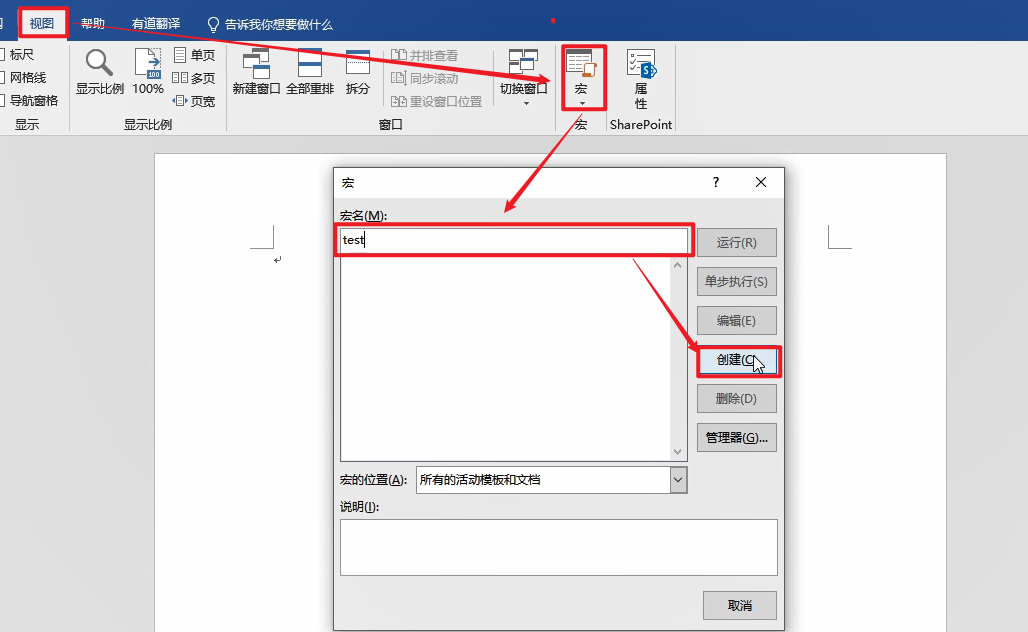 视图 帮助 有道翻译 告诉我你想要做什么
标尺
网格线
导航窗格
显示
显示比例
100
100%
单页
多页
页宽
显示比例
新建窗口 全部重排 拆分
并排查看
同步滚动
重设窗口位置
切换窗口
窗口
宏
宏
S
属
性
SharePoint
宏 ?
宏名(M):
test
运行(R)
单步执行(S)
编辑(E)
创建(C
删除(D)
管理器(G)...
宏的位置(A): 所有的活动模板和文档
说明(I):
取消